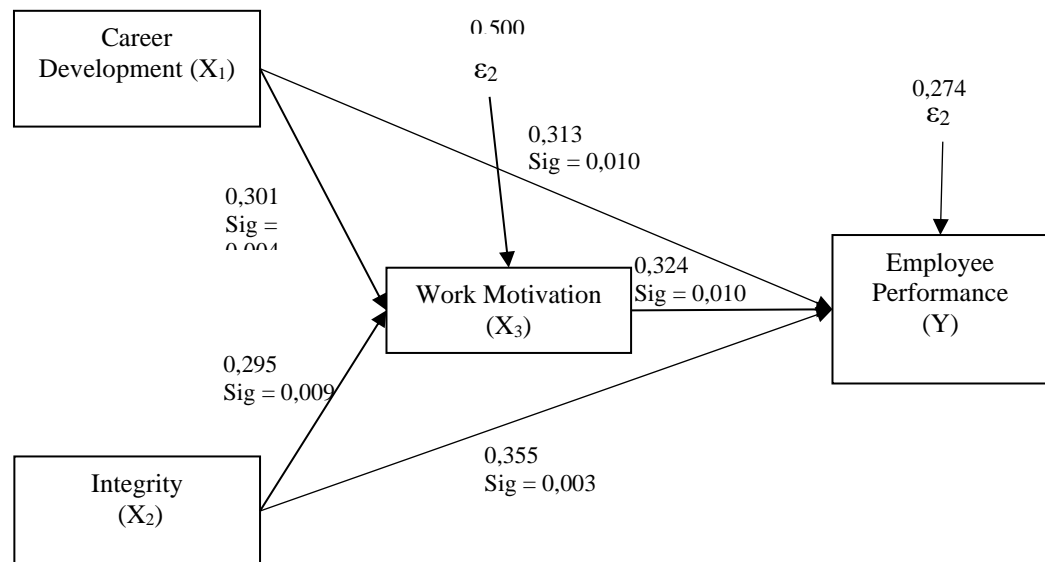 Career
Development (X₁)
0,500
ε₂
0,274
ε₂
0,313
Sig = 0,010
0,301
Sig =
0,004
Employee
Performance
(Y)
0,324
Sig = 0,010
Work Motivation
(X₃)
0,295
Sig = 0,009
0,355
Sig = 0,003
Integrity
(X₂)